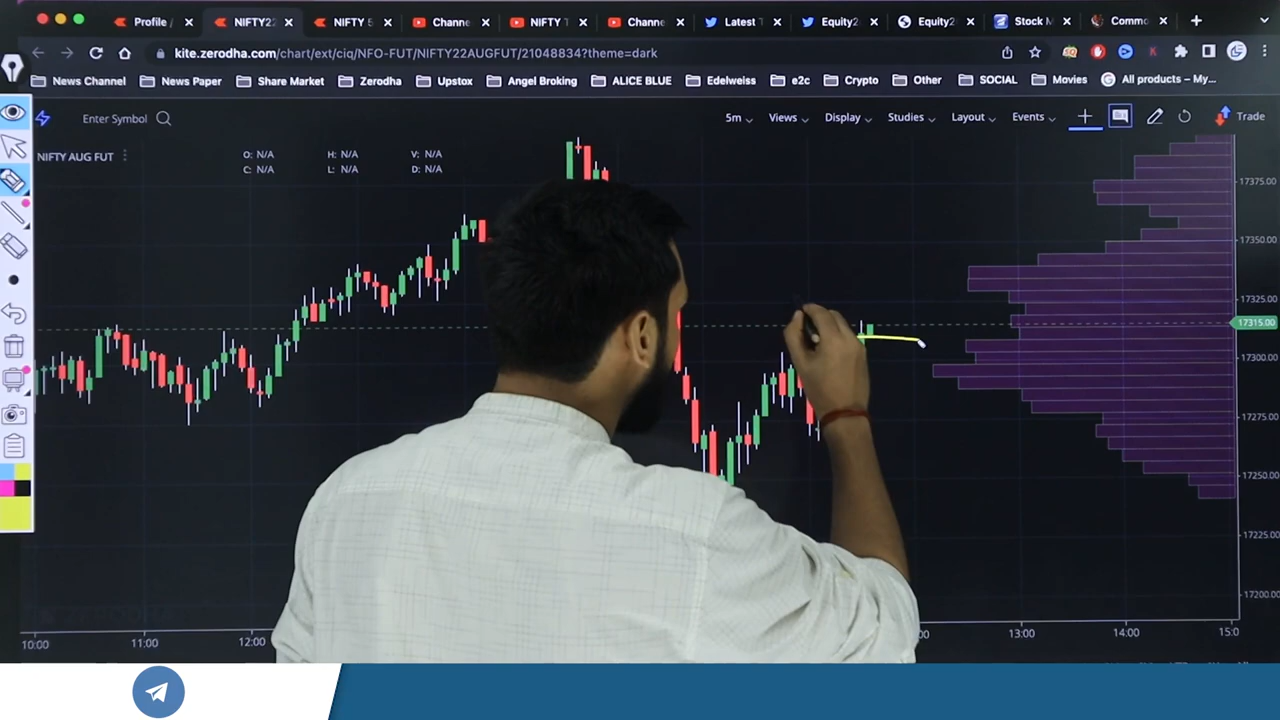 Profile /
NIFTY22
NIFTY 5
Channe
NIFTY T
Channe
Latest T
Equity2
Equity2
Stock M
Commo
kite.zerodha.com/chart/ext/ciq/NFO-FUT/NIFTY22AUGFUT/21048834?theme=dark
News Channel
News Paper
Share Market
Zerodha
Upstox
Angel Broking
ALICE BLUE
Edelweiss
e2c
Crypto
Other
SOCIAL
Movies
All products – My...
Enter Symbol
5m
Views
Display
Studies
Layout
Events
Trade
NIFTY AUG FUT
O: N/A H: N/A V: N/A
C: N/A L: N/A D: N/A
17375.00
17350.00
17325.00
17315.00
17300.00
17275.00
17250.00
17225.00
17200.00
10:00 11:00 12:00 :00 13:00 14:00 15:0